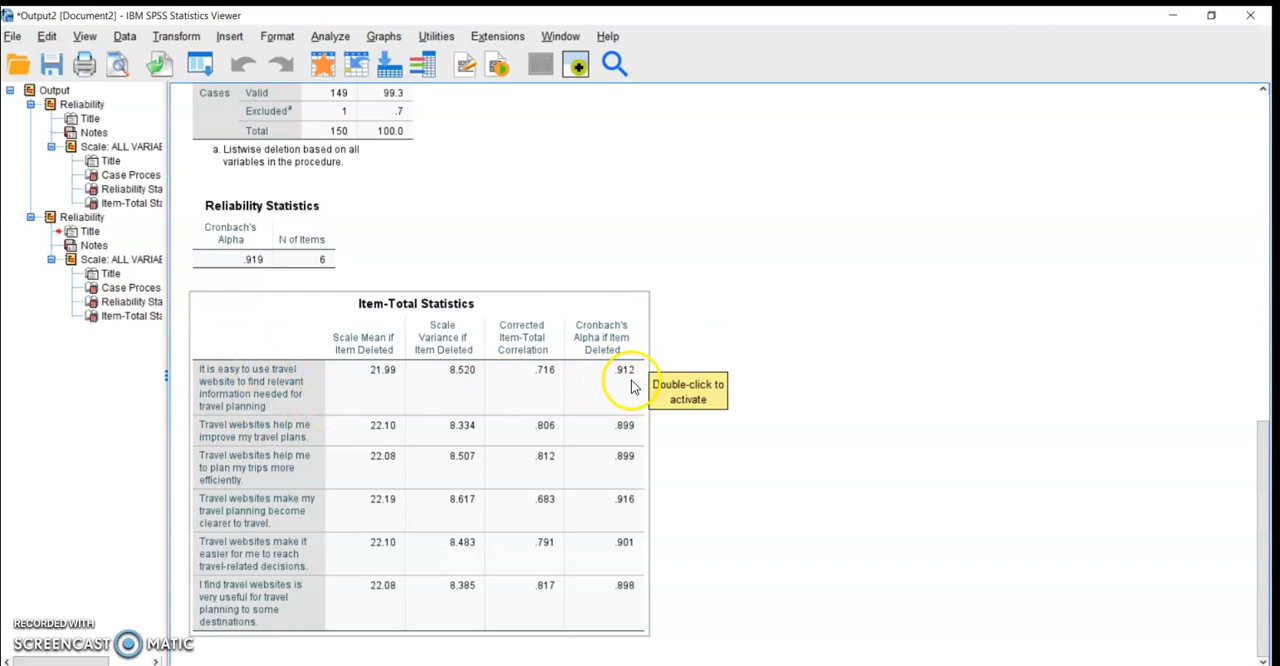 *Output2 [Document2] - IBM SPSS Statistics Viewer
File Edit View Data Transform Insert Format Analyze Graphs Utilities Extensions Window Help
Output
Reliability
Title
Notes
Scale: ALL VARIAE
Title
Case Proces
Reliability Sta
Item-Total Sta
Reliability
Title
Notes
Scale: ALL VARIAE
Title
Case Proces
Reliability Sta
Item-Total Sta
Cases Valid 149 99.3
Excludedª 1 .7
Total 150 100.0
a. Listwise deletion based on all
variables in the procedure.
Reliability Statistics
Cronbach's
Alpha N of Items
.919 6
Item-Total Statistics
Scale Mean if
Item Deleted
Scale
Variance if
Item Deleted
Corrected
Item-Total
Correlation
Cronbach's
Alpha if Item
Deleted
It is easy to use travel
website to find relevant
information needed for
travel planning.
21.99 8.520 .716 .912
Travel websites help me
improve my travel plans.
22.10 8.334 .806 .899
Travel websites help me
to plan my trips more
efficiently.
22.08 8.507 .812 .899
Travel websites make my
travel planning become
clearer to travel.
22.19 8.617 .683 .916
Travel websites make it
easier for me to reach
travel-related decisions.
22.10 8.483 .791 .901
I find travel websites is
very useful for travel
planning to some
destinations.
22.08 8.385 .817 .898
Double-click to
activate
RECORDED WITH
SCREENCAST MATIC